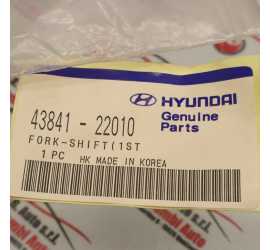 HYUNDAI
Genuine
Parts
43841 - 22010
FORK-SHIFT(1ST
1 PC HK MADE IN KOREA